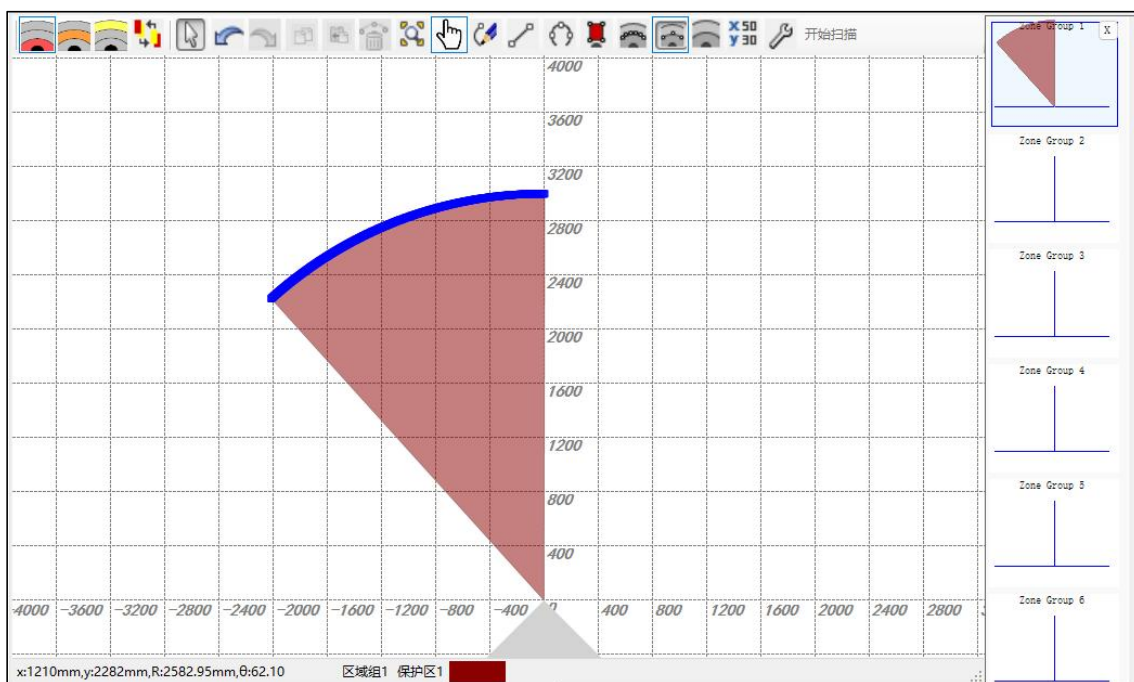 X 50
y 30
开始扫描
Zone Group 1
X
4000
3600
3200
2800
2400
2000
1600
1200
800
400
Zone Group 2
Zone Group 3
Zone Group 4
Zone Group 5
Zone Group 6
4000 -3600 -3200 -2800 -2400 -2000 -1600 -1200 -800 -400 0 400 800 1200 1600 2000 2400 2800
x:1210mm,y:2282mm,R:2582.95mm,θ:62.10 区域组1 保护区1